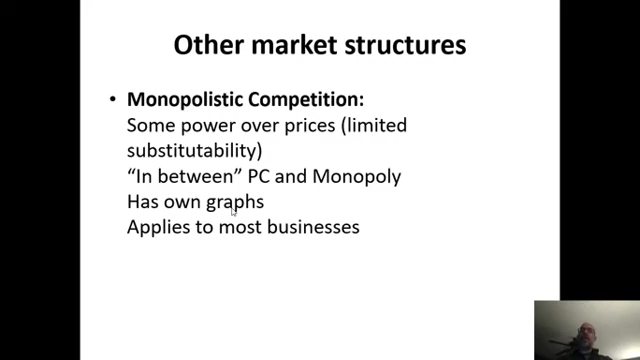 Other market structures
• Monopolistic Competition:
Some power over prices (limited
substitutability)
“In between” PC and Monopoly
Has own graphs
Applies to most businesses